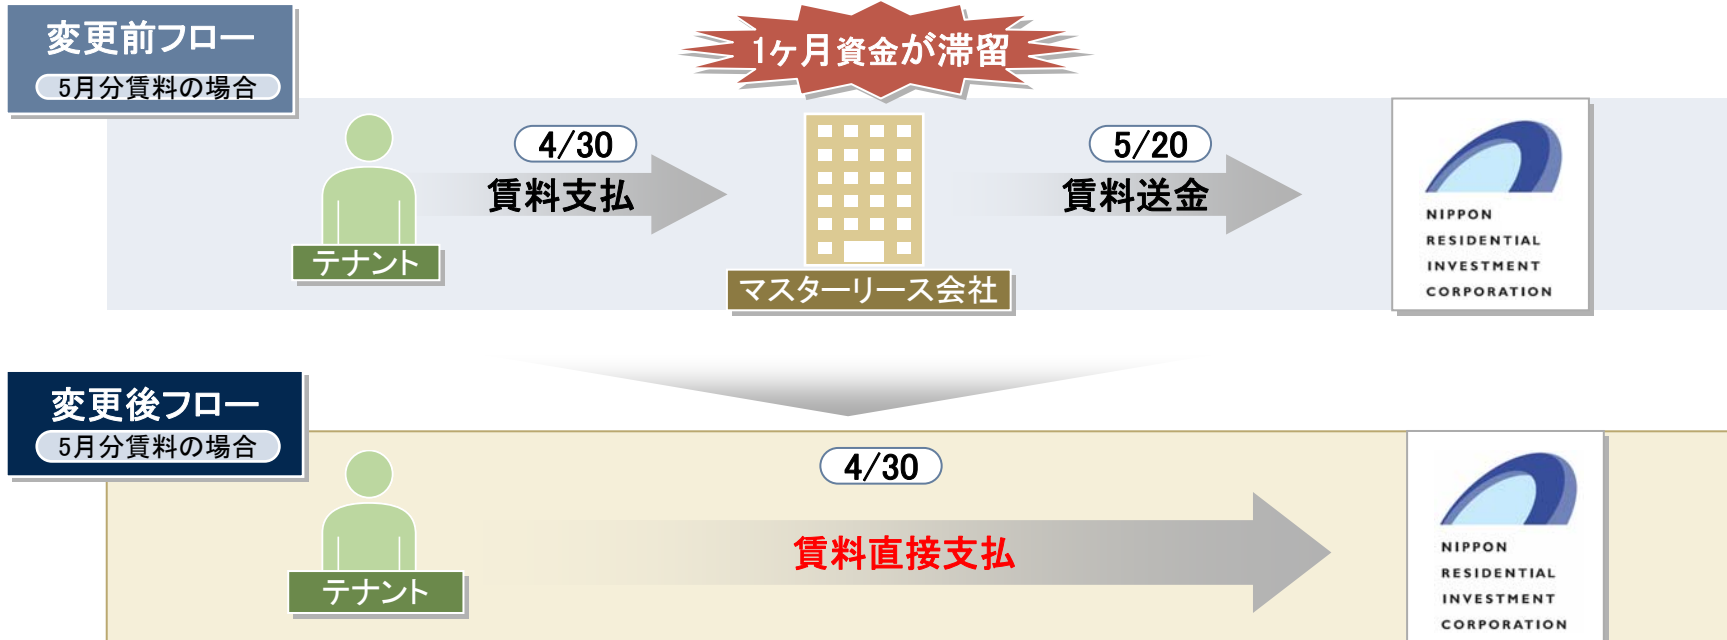 変更前フロー
5月分賃料の場合
1ヶ月資金が滞留
4/30
賃料支払
5/20
賃料送金
テナント
マスターリース会社
NIPPON
RESIDENTIAL
INVESTMENT
CORPORATION
変更後フロー
5月分賃料の場合
4/30
賃料直接支払
テナント
NIPPON
RESIDENTIAL
INVESTMENT
CORPORATION